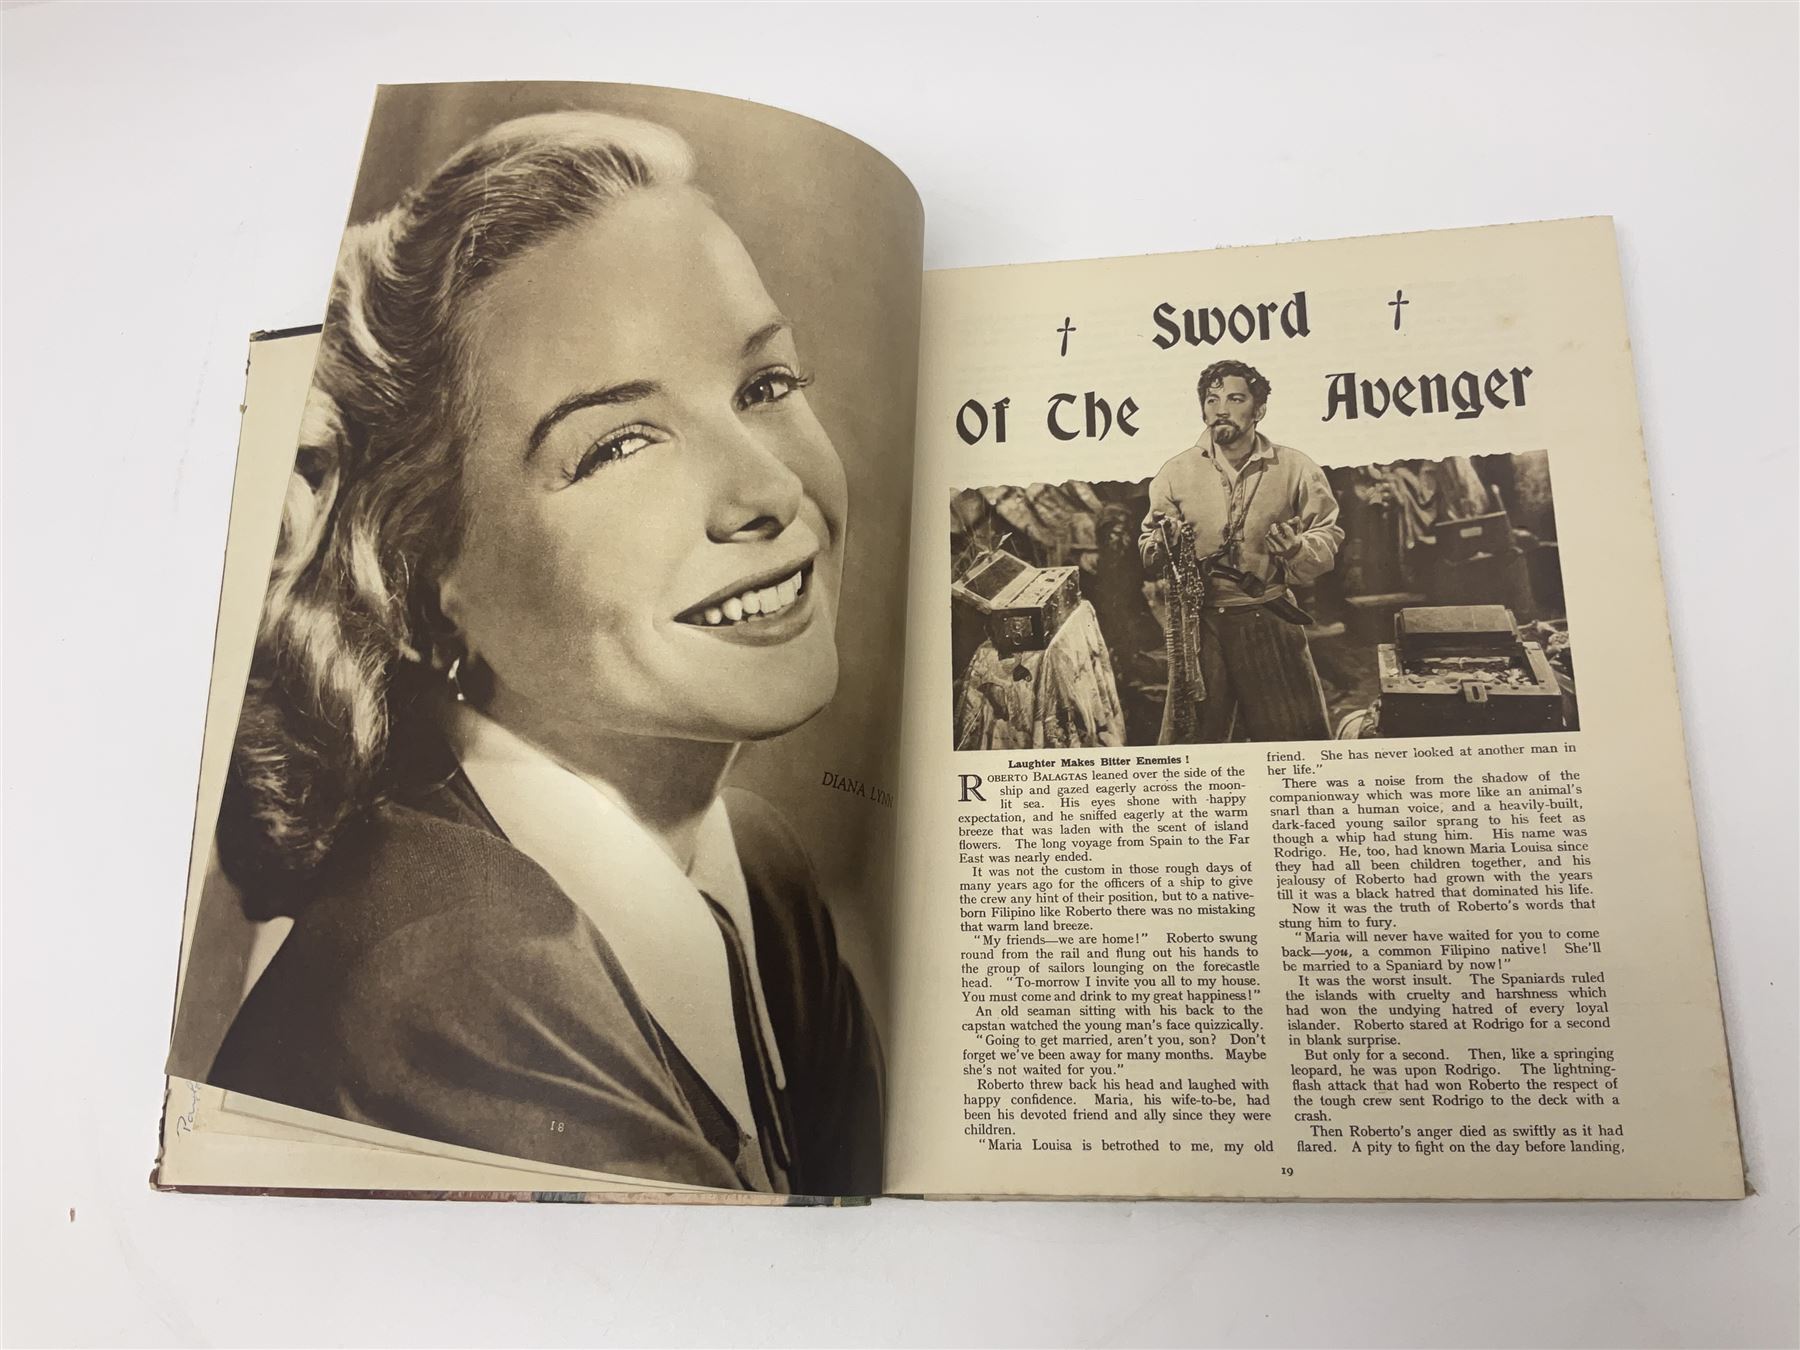 DIANA LYNN
18
† Sword †
Of The Avenger
Laughter Makes Bitter Enemies !
ROBERTO BALAGTAS leaned over the side of the
ship and gazed eagerly across the moon-
lit sea. His eyes shone with happy
expectation, and he sniffed eagerly at the warm
breeze that was laden with the scent of island
flowers. The long voyage from Spain to the Far
East was nearly ended.
It was not the custom in those rough days of
many years ago for the officers of a ship to give
the crew any hint of their position, but to a native-
born Filipino like Roberto there was no mistaking
that warm land breeze.
“My friends—we are home!” Roberto swung
round from the rail and flung out his hands to
the group of sailors lounging on the forecastle
head. “To-morrow I invite you all to my house.
You must come and drink to my great happiness!”
An old seaman sitting with his back to the
capstan watched the young man's face quizzically.
“Going to get married, aren't you, son? Don't
forget we've been away for many months. Maybe
she's not waited for you.”
Roberto threw back his head and laughed with
happy confidence. Maria, his wife-to-be, had
been his devoted friend and ally since they were
children.
“Maria Louisa is betrothed to me, my old
friend. She has never looked at another man in
her life.”
There was a noise from the shadow of the
companionway which was more like an animal's
snarl than a human voice, and a heavily-built,
dark-faced young sailor sprang to his feet as
though a whip had stung him. His name was
Rodrigo. He, too, had known Maria Louisa since
they had all been children together, and his
jealousy of Roberto had grown with the years
till it was a black hatred that dominated his life.
Now it was the truth of Roberto's words that
stung him to fury.
“Maria will never have waited for you to come
back—you, a common Filipino native! She'll
be married to a Spaniard by now!”
It was the worst insult. The Spaniards ruled
the islands with cruelty and harshness which
had won the undying hatred of every loyal
islander. Roberto stared at Rodrigo for a second
in blank surprise.
But only for a second. Then, like a springing
leopard, he was upon Rodrigo. The lightning-
flash attack that had won Roberto the respect of
the tough crew sent Rodrigo to the deck with a
crash.
Then Roberto's anger died as swiftly as it had
flared. A pity to fight on the day before landing,
19